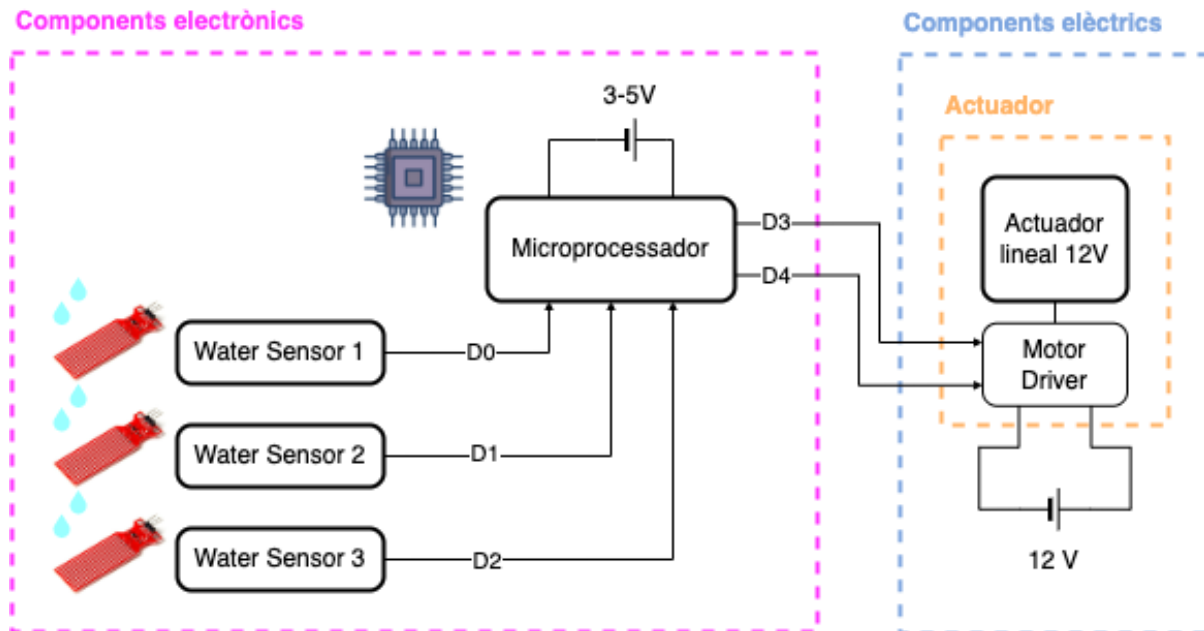 Components electrònics
Components elèctrics
3-5V
Actuador
Microprocessador
D3
D4
Actuador
lineal 12V
Water Sensor 1
D0
Motor
Driver
Water Sensor 2
D1
Water Sensor 3
D2
12 V